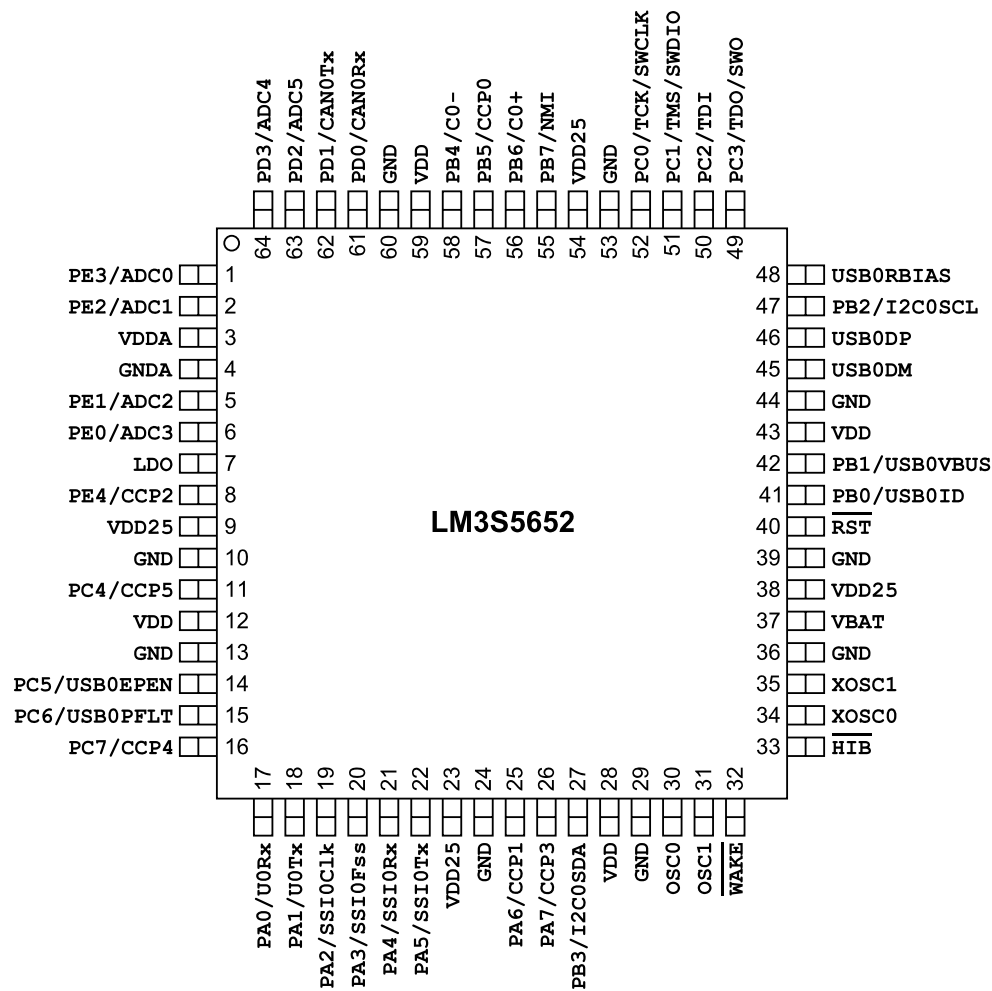 PD3/ADC4
PD2/ADC5
PD1/CAN0Tx
PD0/CAN0Rx
GND
VDD
PB4/C0-
PB5/CCP0
PB6/C0+
PB7/NMI
VDD25
GND
PC0/TCK/SWCLK
PC1/TMS/SWDIO
PC2/TDI
PC3/TDO/SWO
64 63 62 61 60 59 58 57 56 55 54 53 52 51 50 49
PE3/ADC0 1
PE2/ADC1 2
VDDA 3
GNDA 4
PE1/ADC2 5
PE0/ADC3 6
LDO 7
PE4/CCP2 8
VDD25 9
GND 10
PC4/CCP5 11
VDD 12
GND 13
PC5/USB0EPEN 14
PC6/USB0PFLT 15
PC7/CCP4 16
LM3S5652
48 USB0RBIAS
47 PB2/I2C0SCL
46 USB0DP
45 USB0DM
44 GND
43 VDD
42 PB1/USB0VBUS
41 PB0/USB0ID
40 RST
39 GND
38 VDD25
37 VBAT
36 GND
35 XOSC1
34 XOSC0
33 HIB
17 18 19 20 21 22 23 24 25 26 27 28 29 30 31 32
PA0/U0Rx
PA1/U0Tx
PA2/SSI0Clk
PA3/SSI0Fss
PA4/SSI0Rx
PA5/SSI0Tx
VDD25
GND
PA6/CCP1
PA7/CCP3
PB3/I2C0SDA
VDD
GND
OSC0
OSC1
WAKE